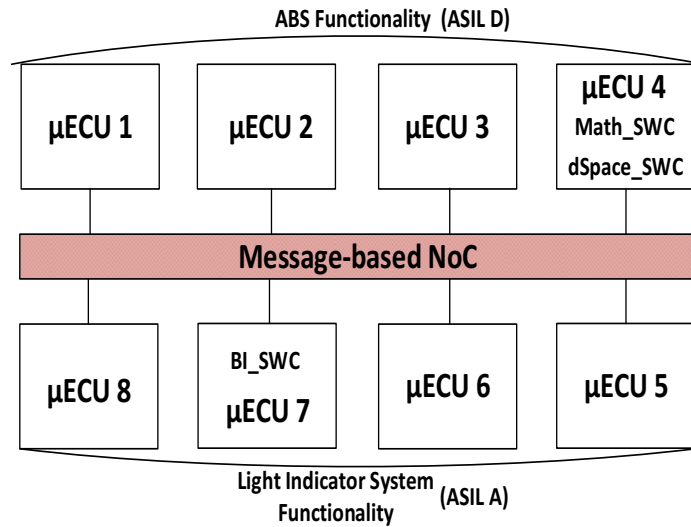 ABS Functionality (ASIL D)
μECU 1
μECU 2
μECU 3
μECU 4
Math_SWC
dSpace_SWC
Message-based NoC
μECU 8
BI_SWC
μECU 7
μECU 6
μECU 5
Light Indicator System
Functionality
(ASIL A)